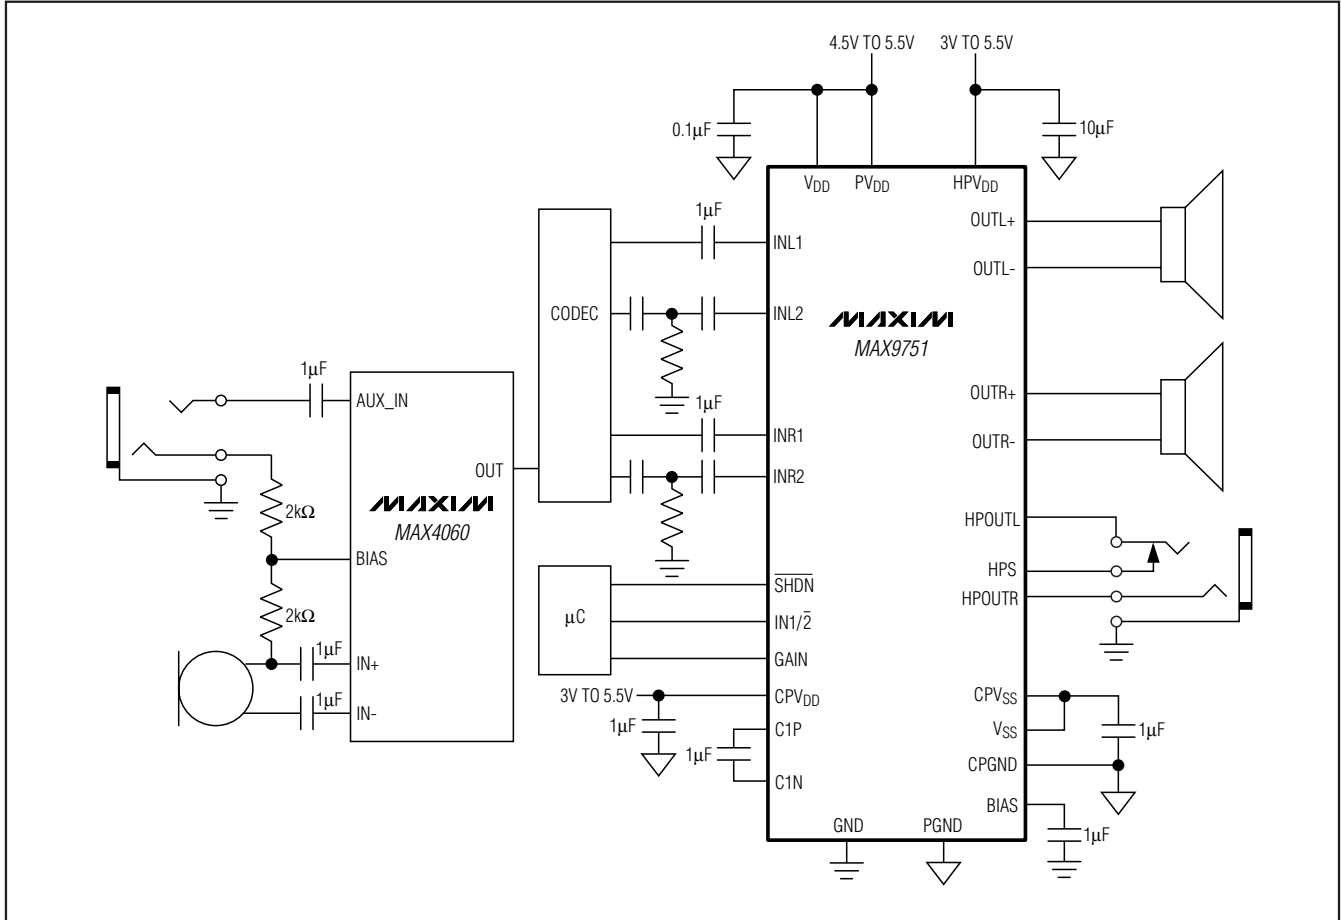 4.5V TO 5.5V
3V TO 5.5V
0.1µF
10µF
VDD
PVDD
HPVDD
1µF
INL1
OUTL+
OUTL-
CODEC
INL2
MAXIM
MAX9751
1µF
AUX_IN
OUTR+
1µF
INR1
OUTR-
OUT
INR2
MAXIM
MAX4060
2kΩ
HPOUTL
BIAS
HPS
SHDN
HPOUTR
2kΩ
µC
IN1/2̅
1µF
IN+
GAIN
1µF
IN-
3V TO 5.5V
CPVDD
CPVSS
1µF
C1P
VSS
1µF
1µF
CPGND
C1N
BIAS
GND
PGND
1µF